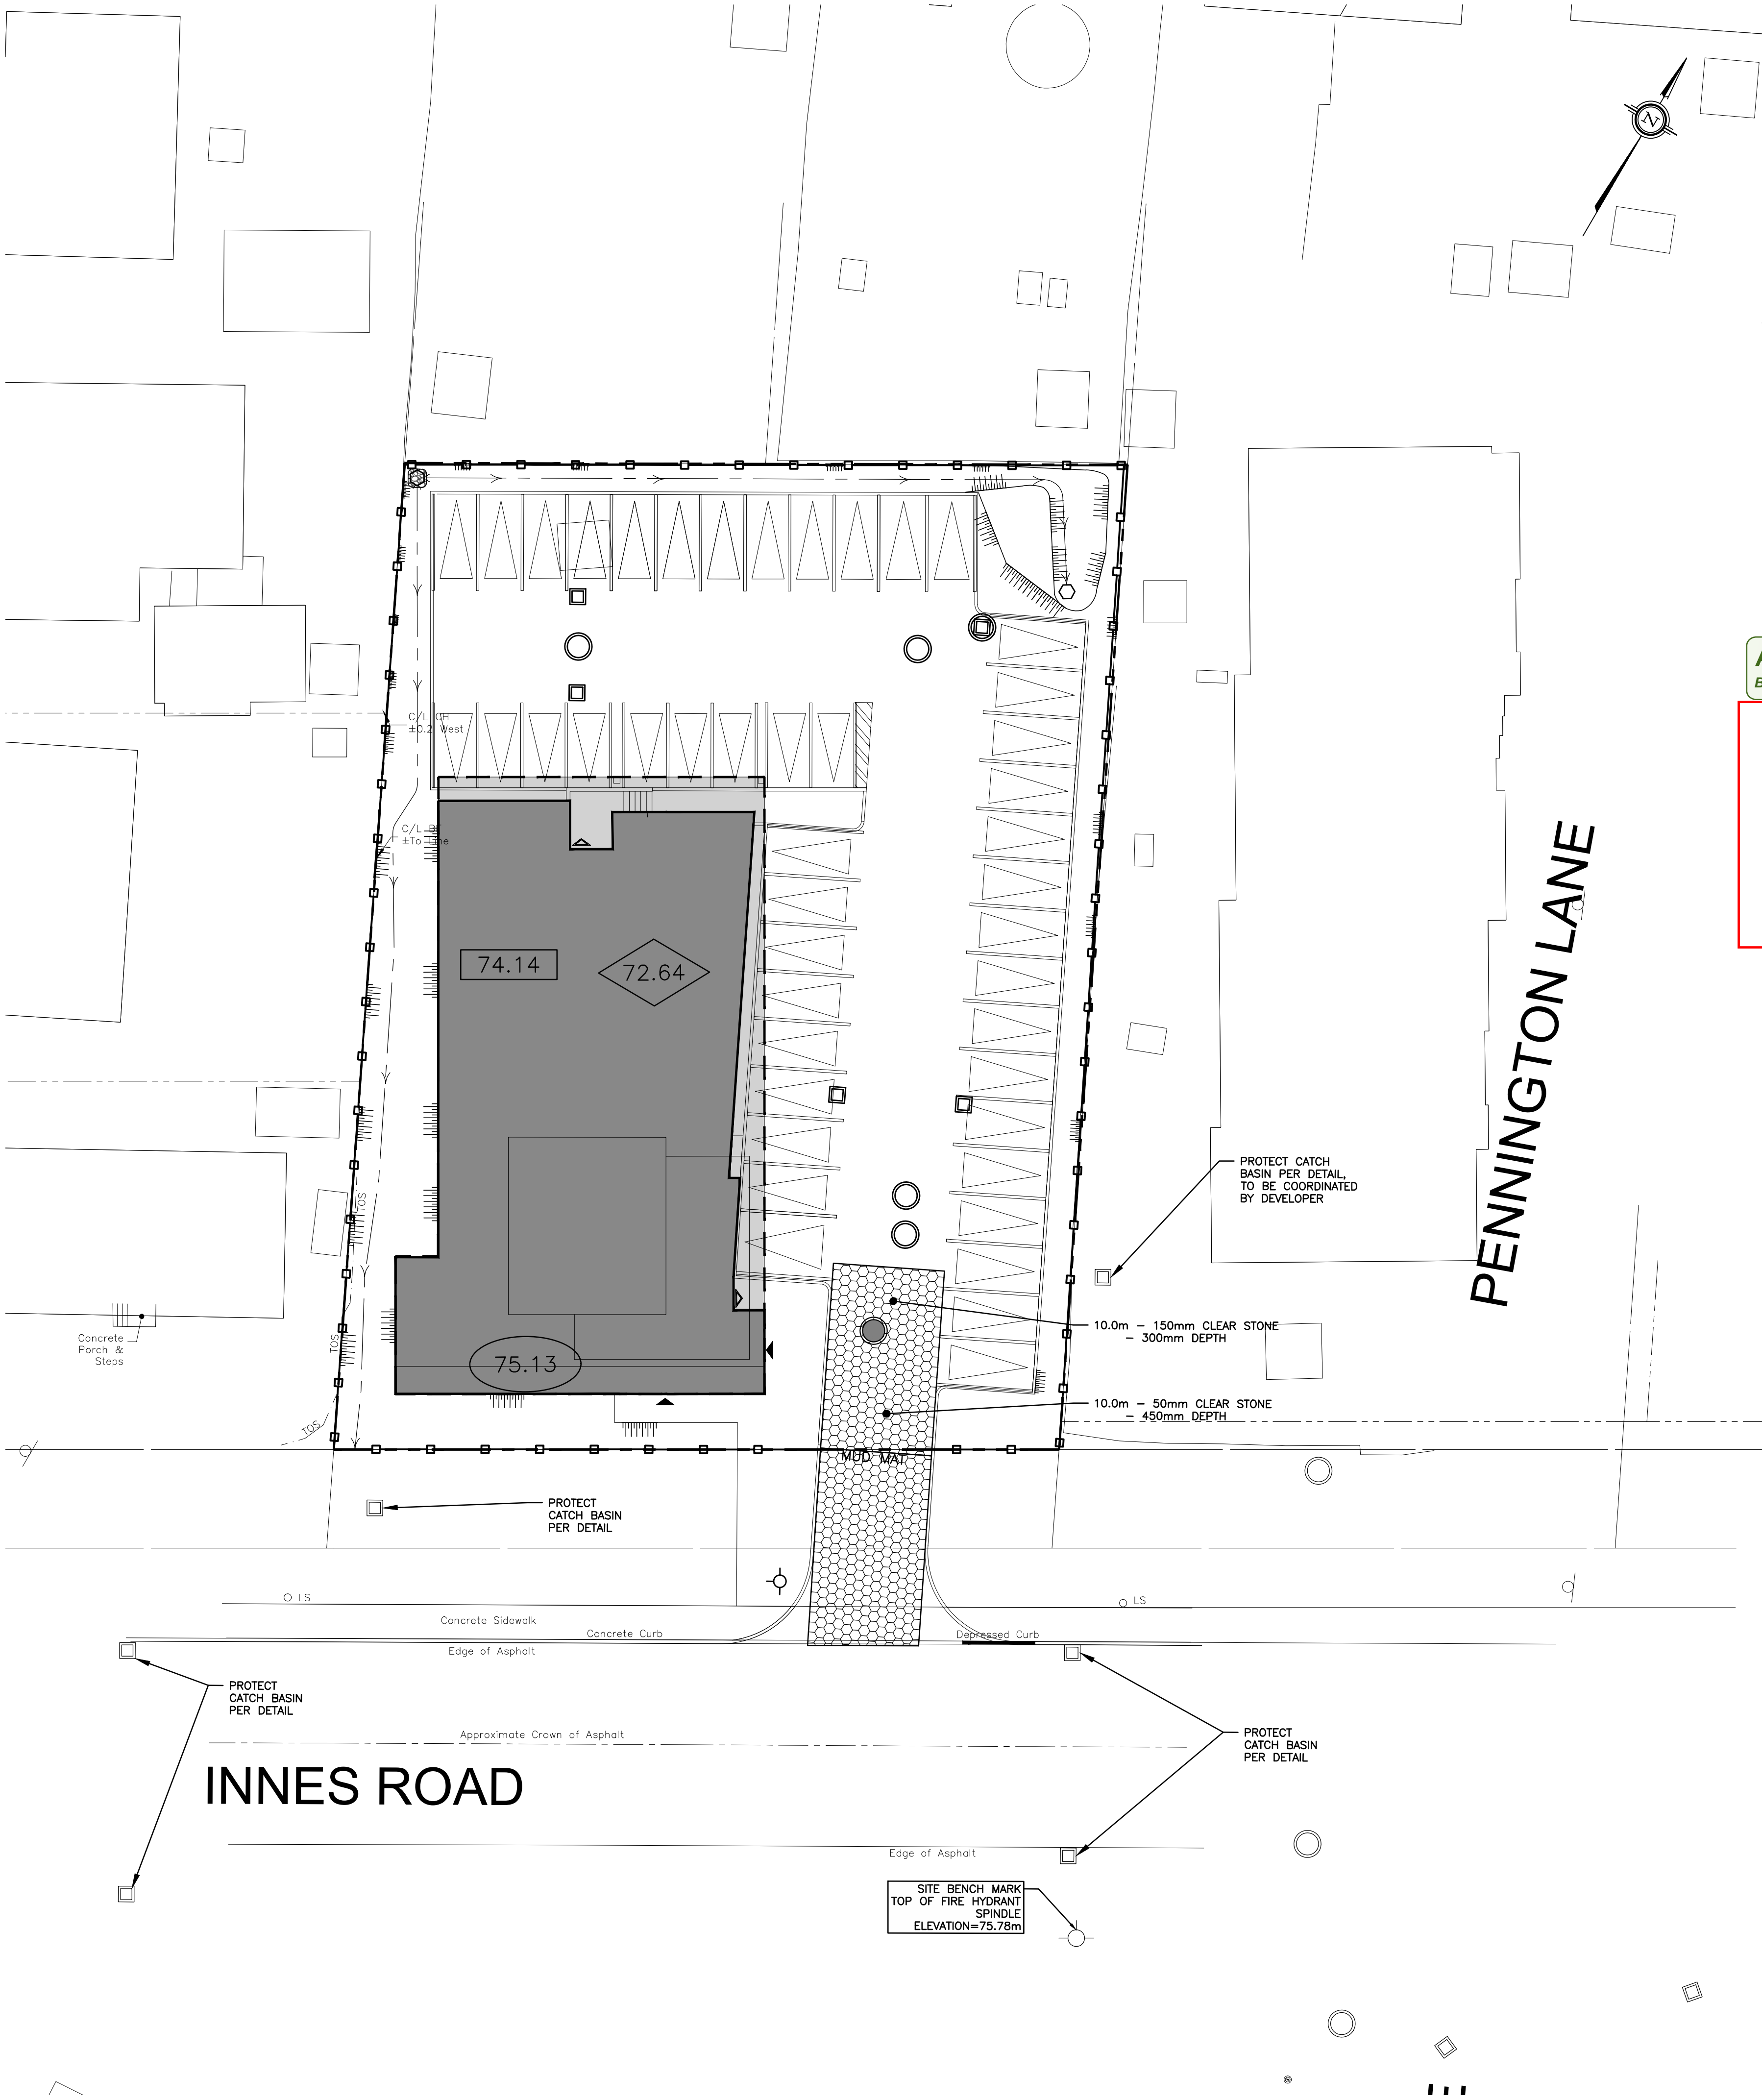 N
C/L CH
±0.2 West
C/L BF
±To Line
74.14
72.64
PENNINGTON LANE
PROTECT CATCH
BASIN PER DETAIL,
TO BE COORDINATED
BY DEVELOPER
TOS
TOS
TOS
Concrete
Porch &
Steps
10.0m – 150mm CLEAR STONE
– 300mm DEPTH
75.13
10.0m – 50mm CLEAR STONE
– 450mm DEPTH
MUD MAT
PROTECT
CATCH BASIN
PER DETAIL
LS
LS
Concrete Sidewalk
Concrete Curb
Depressed Curb
Edge of Asphalt
PROTECT
CATCH BASIN
PER DETAIL
Approximate Crown of Asphalt
PROTECT
CATCH BASIN
PER DETAIL
INNES ROAD
Edge of Asphalt
SITE BENCH MARK
TOP OF FIRE HYDRANT
SPINDLE
ELEVATION=75.78m